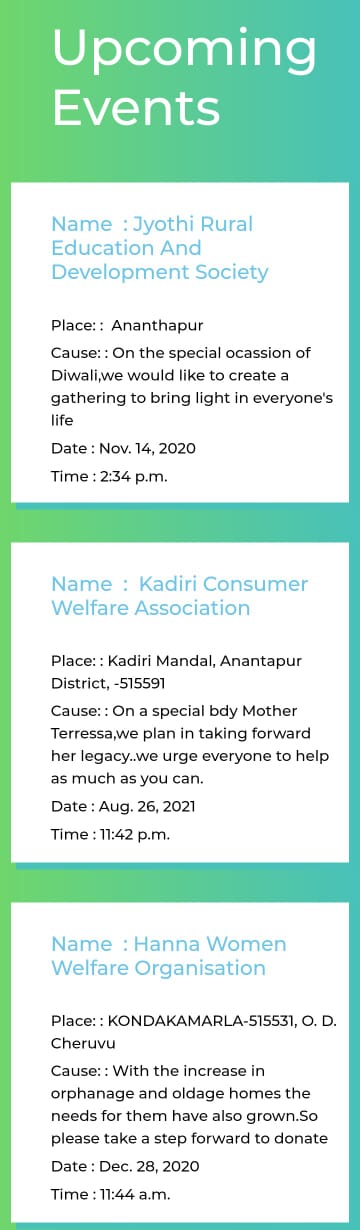 Upcoming
Events
Name  : Jyothi Rural
Education And
Development Society
Place: :  Ananthapur
Cause: : On the special ocassion of
Diwali,we would like to create a
gathering to bring light in everyone's
life
Date : Nov. 14, 2020
Time : 2:34 p.m.
Name  :  Kadiri Consumer
Welfare Association
Place: : Kadiri Mandal, Anantapur
District, -515591
Cause: : On a special bdy Mother
Terressa,we plan in taking forward
her legacy..we urge everyone to help
as much as you can.
Date : Aug. 26, 2021
Time : 11:42 p.m.
Name  : Hanna Women
Welfare Organisation
Place: : KONDAKAMARLA-515531, O. D.
Cheruvu
Cause: : With the increase in
orphanage and oldage homes the
needs for them have also grown.So
please take a step forward to donate
Date : Dec. 28, 2020
Time : 11:44 a.m.